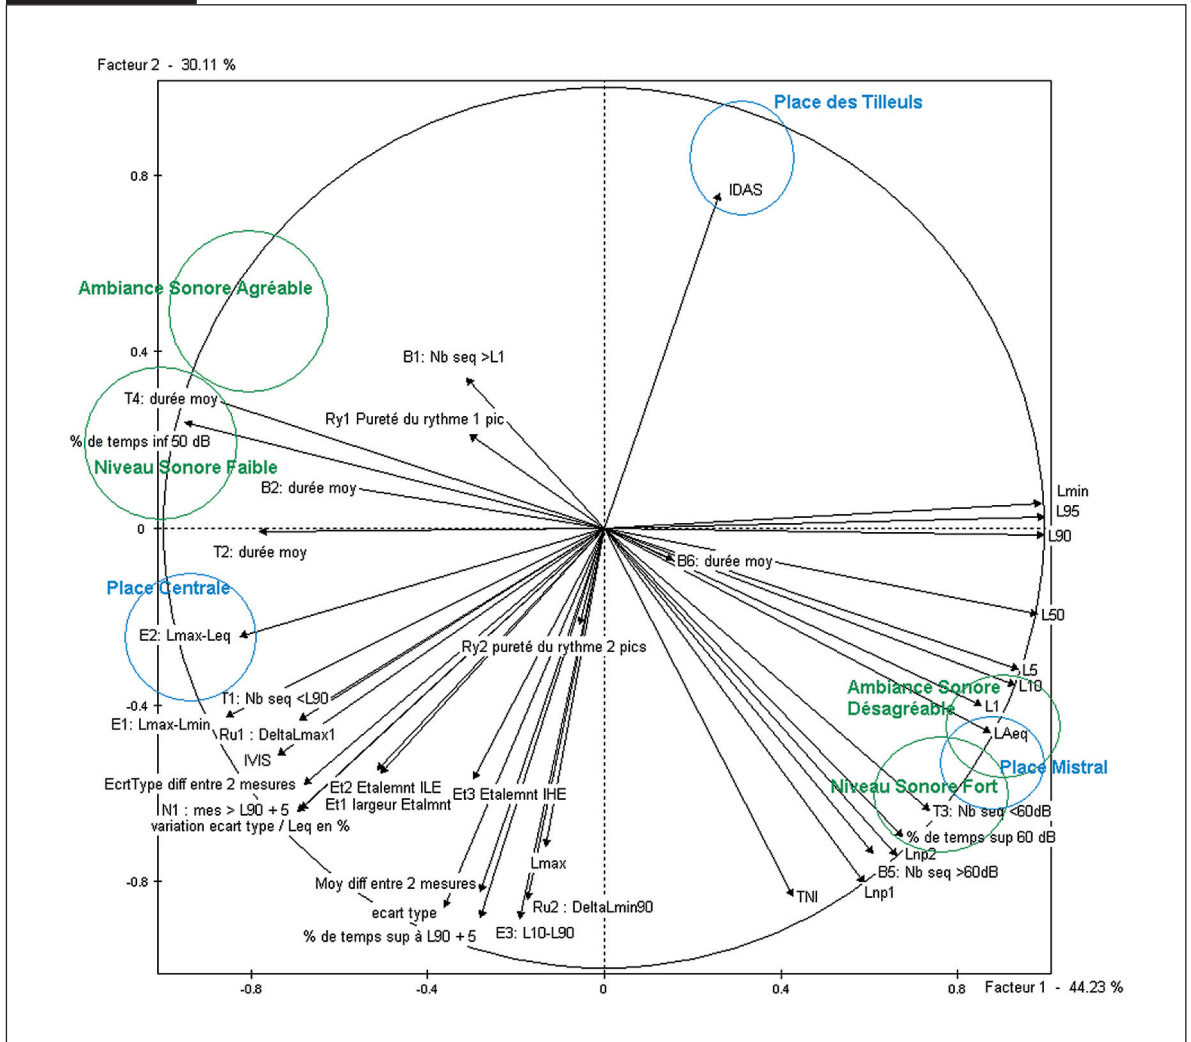 Facteur 2 - 30.11 %
Place des Tilleuls
0.8
IDAS
Ambiance Sonore Agréable
0.4
B1: Nb seq >L1
T4: durée moy
Ry1 Pureté du rythme 1 pic
% de temps inf 50 dB
Niveau Sonore Faible
B2: durée moy
Lmin
L95
0
L90
T2: durée moy
B6: durée moy
Place Centrale
L50
E2: Lmax-Leq
Ry2 pureté du rythme 2 pics
L5
L10
Ambiance Sonore
Désagréable
T1: Nb seq <L90
L1
-0.4
E1: Lmax-Lmin
Ru1 : DeltaLmax1
LAeq
IVIS
Place Mistral
EcrtType diff entre 2 mesures
Et2 Etalemnt ILE
Et3 Etalemnt IHE
Niveau Sonore Fort
Et1 largeur Etalmnt
N1 : mes > L90 + 5
T3: Nb seq <60dB
variation ecart type / Leq en %
% de temps sup 60 dB
Lnp2
Lmax
B5: Nb seq >60dB
-0.8
Moy diff entre 2 mesures
Lnp1
TNI
Ru2 : DeltaLmin90
ecart type
E3: L10-L90
% de temps sup à L90 + 5
-0.8
-0.4
0
0.4
0.8
Facteur 1 - 44.23 %